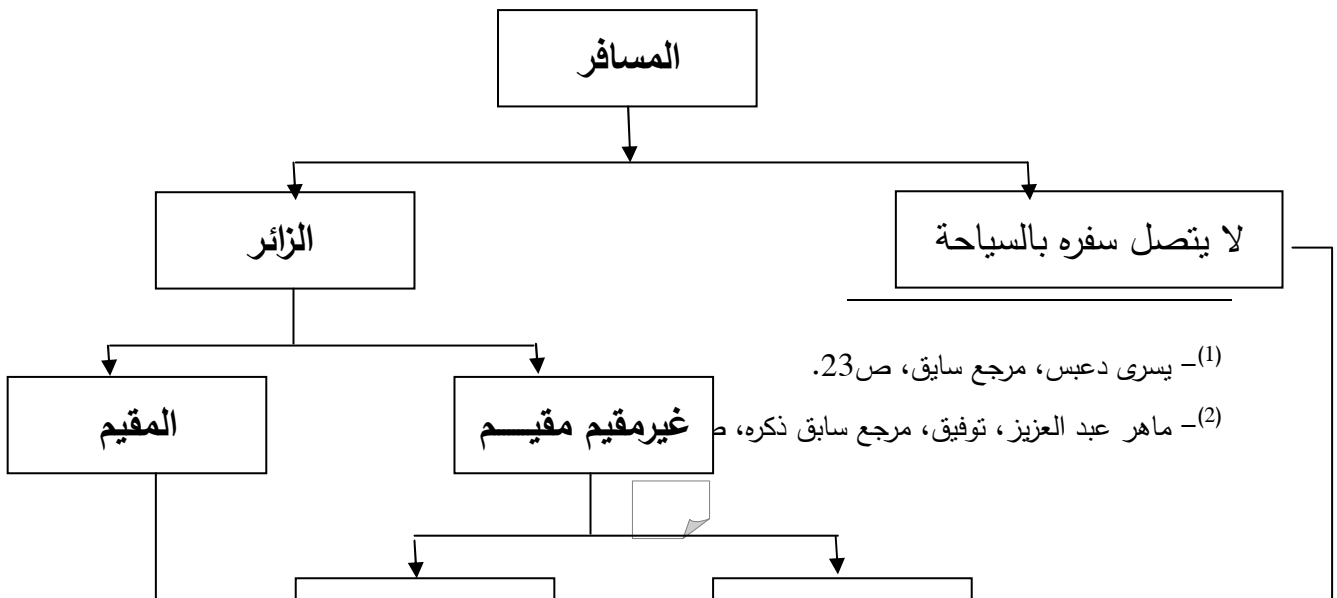 المسافر
لا يتصل سفره بالسياحة
الزائر
(1)– يسرى دعبس، مرجع سايق، ص23.
(2)– ماهر عبد العزيز، توفيق، مرجع سابق ذكره،
غيرمقيم مقيـــم
المقيم